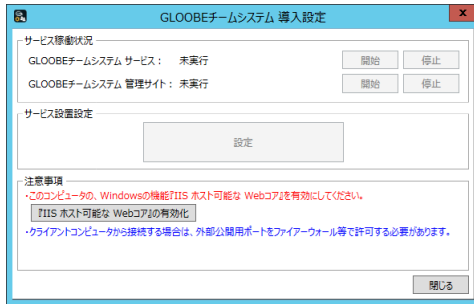 GLOOBEチームシステム 導入設定
サービス稼働状況
GLOOBEチームシステム サービス： 未実行 開始 停止
GLOOBEチームシステム 管理サイト： 未実行 開始 停止
サービス設置設定
設定
注意事項
・このコンピュータの、Windowsの機能『IIS ホスト可能な Webコア』を有効にしてください。
『IIS ホスト可能な Webコア』の有効化
・クライアントコンピュータから接続する場合は、外部公開用ポートをファイアーウォール等で許可する必要があります。
閉じる